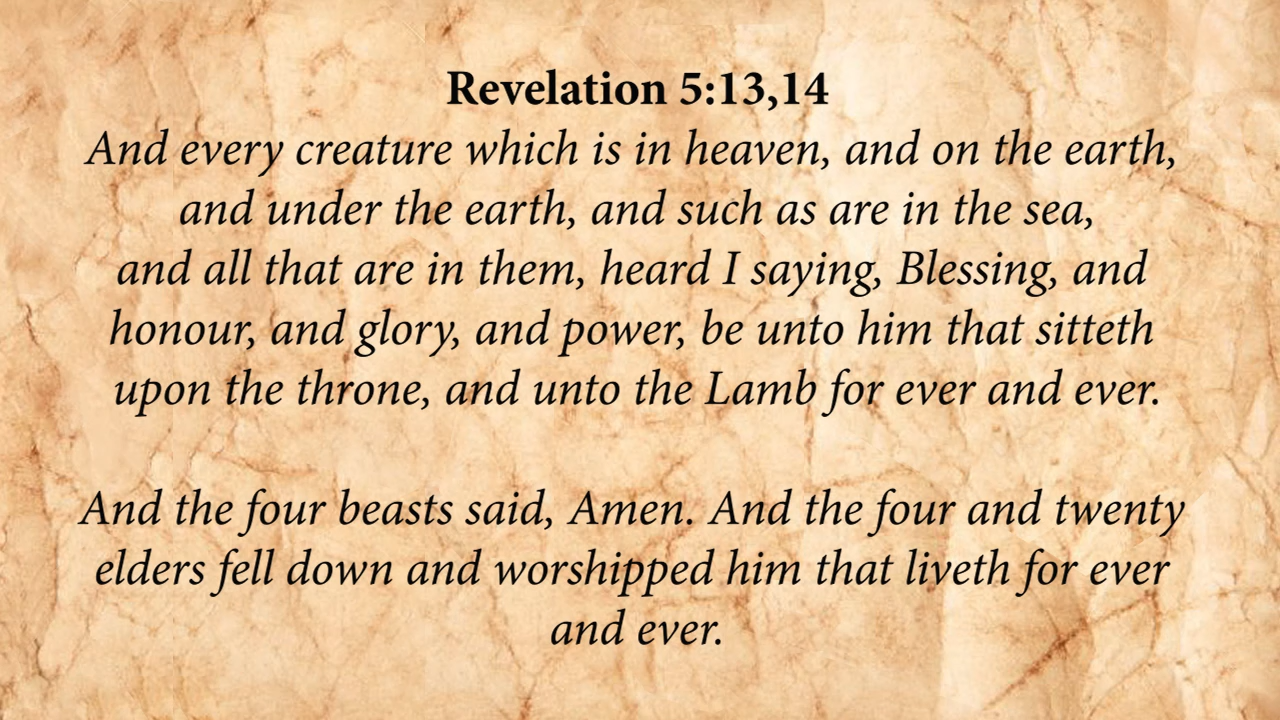 Revelation 5:13,14
And every creature which is in heaven, and on the earth,
and under the earth, and such as are in the sea,
and all that are in them, heard I saying, Blessing, and
honour, and glory, and power, be unto him that sitteth
upon the throne, and unto the Lamb for ever and ever.
And the four beasts said, Amen. And the four and twenty
elders fell down and worshipped him that liveth for ever
and ever.